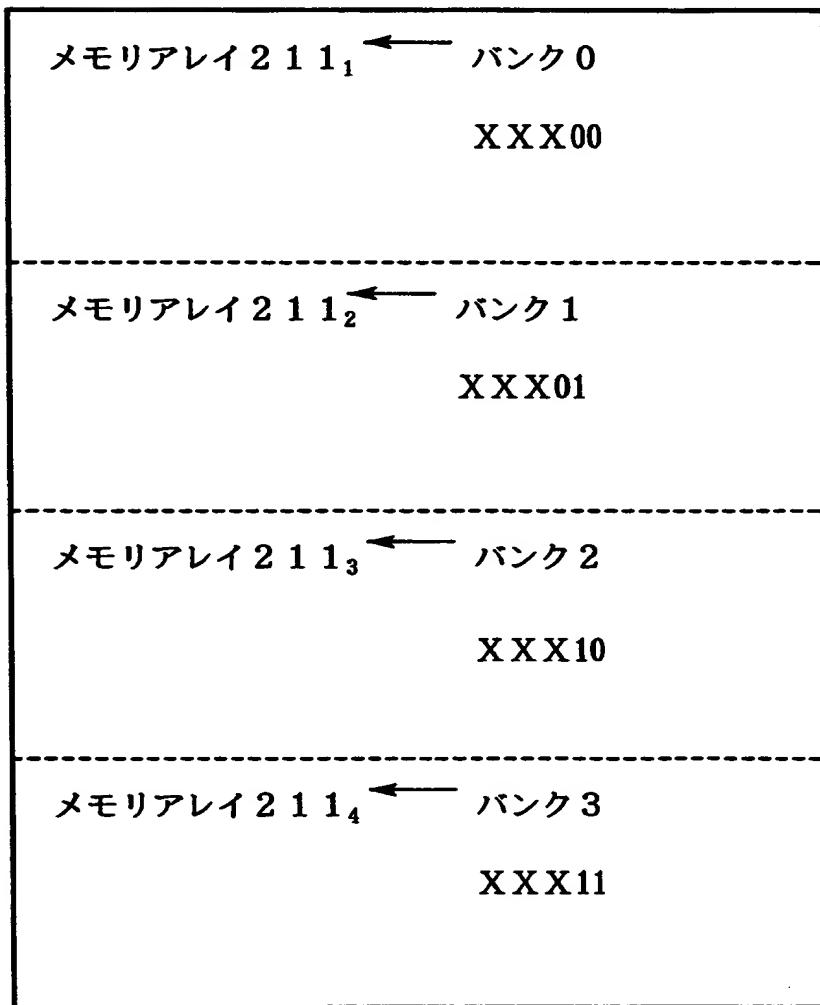 メモリアレイ２１１₁ ← バンク０
ＸＸＸ00
メモリアレイ２１１₂ ← バンク１
ＸＸＸ01
メモリアレイ２１１₃ ← バンク２
ＸＸＸ10
メモリアレイ２１１₄ ← バンク３
ＸＸＸ11